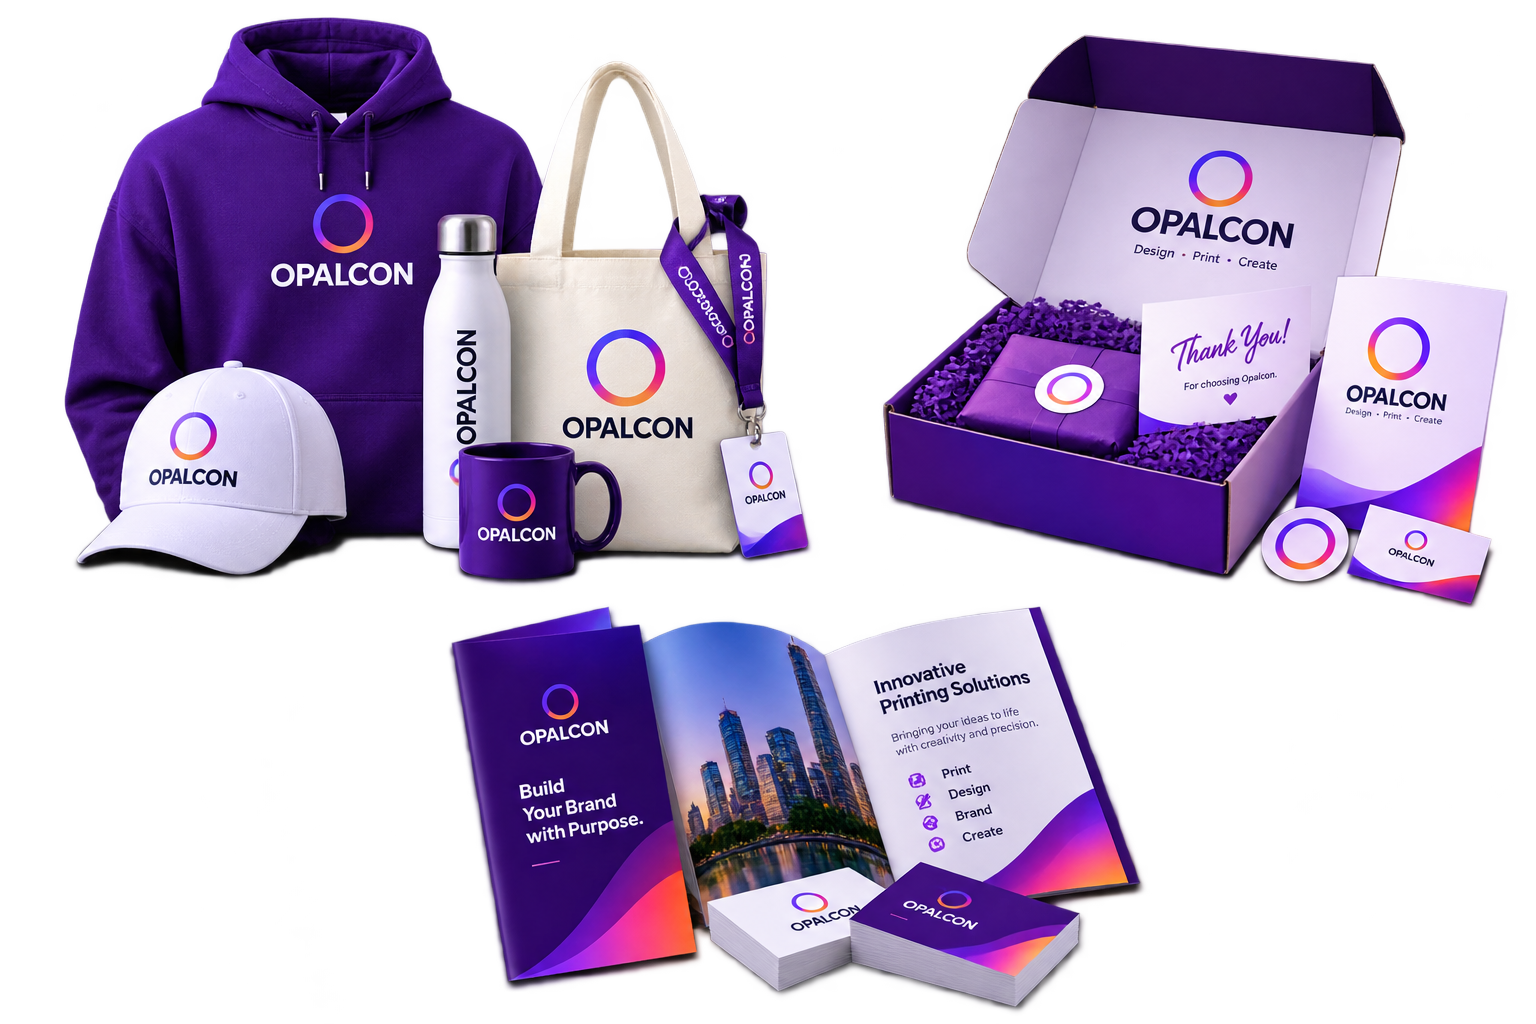 OPALCON
OPALCON
OPALCON
OPALCON
OPALCON
OPALCON
OPALCON
OPALCON
Design • Print • Create
Thank You!
For choosing Opalcon.
OPALCON
Design • Print • Create
OPALCON
OPALCON
Build
Your Brand
with Purpose.
Innovative
Printing Solutions
Bringing your ideas to life
with creativity and precision.
Print
Design
Brand
Create
OPALCON
OPALCON